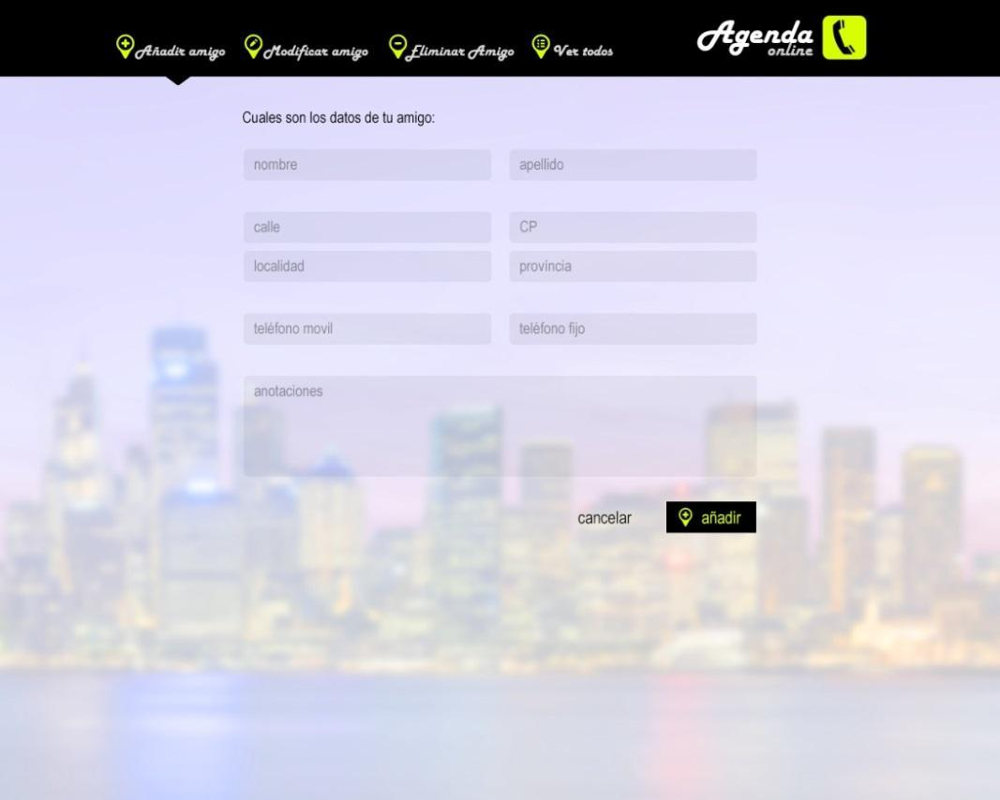 Añadir amigo Modificar amigo Eliminar Amigo Ver todos
Agenda
online
Cuales son los datos de tu amigo:
nombre apellido
calle CP
localidad provincia
teléfono movil teléfono fijo
anotaciones
cancelar añadir